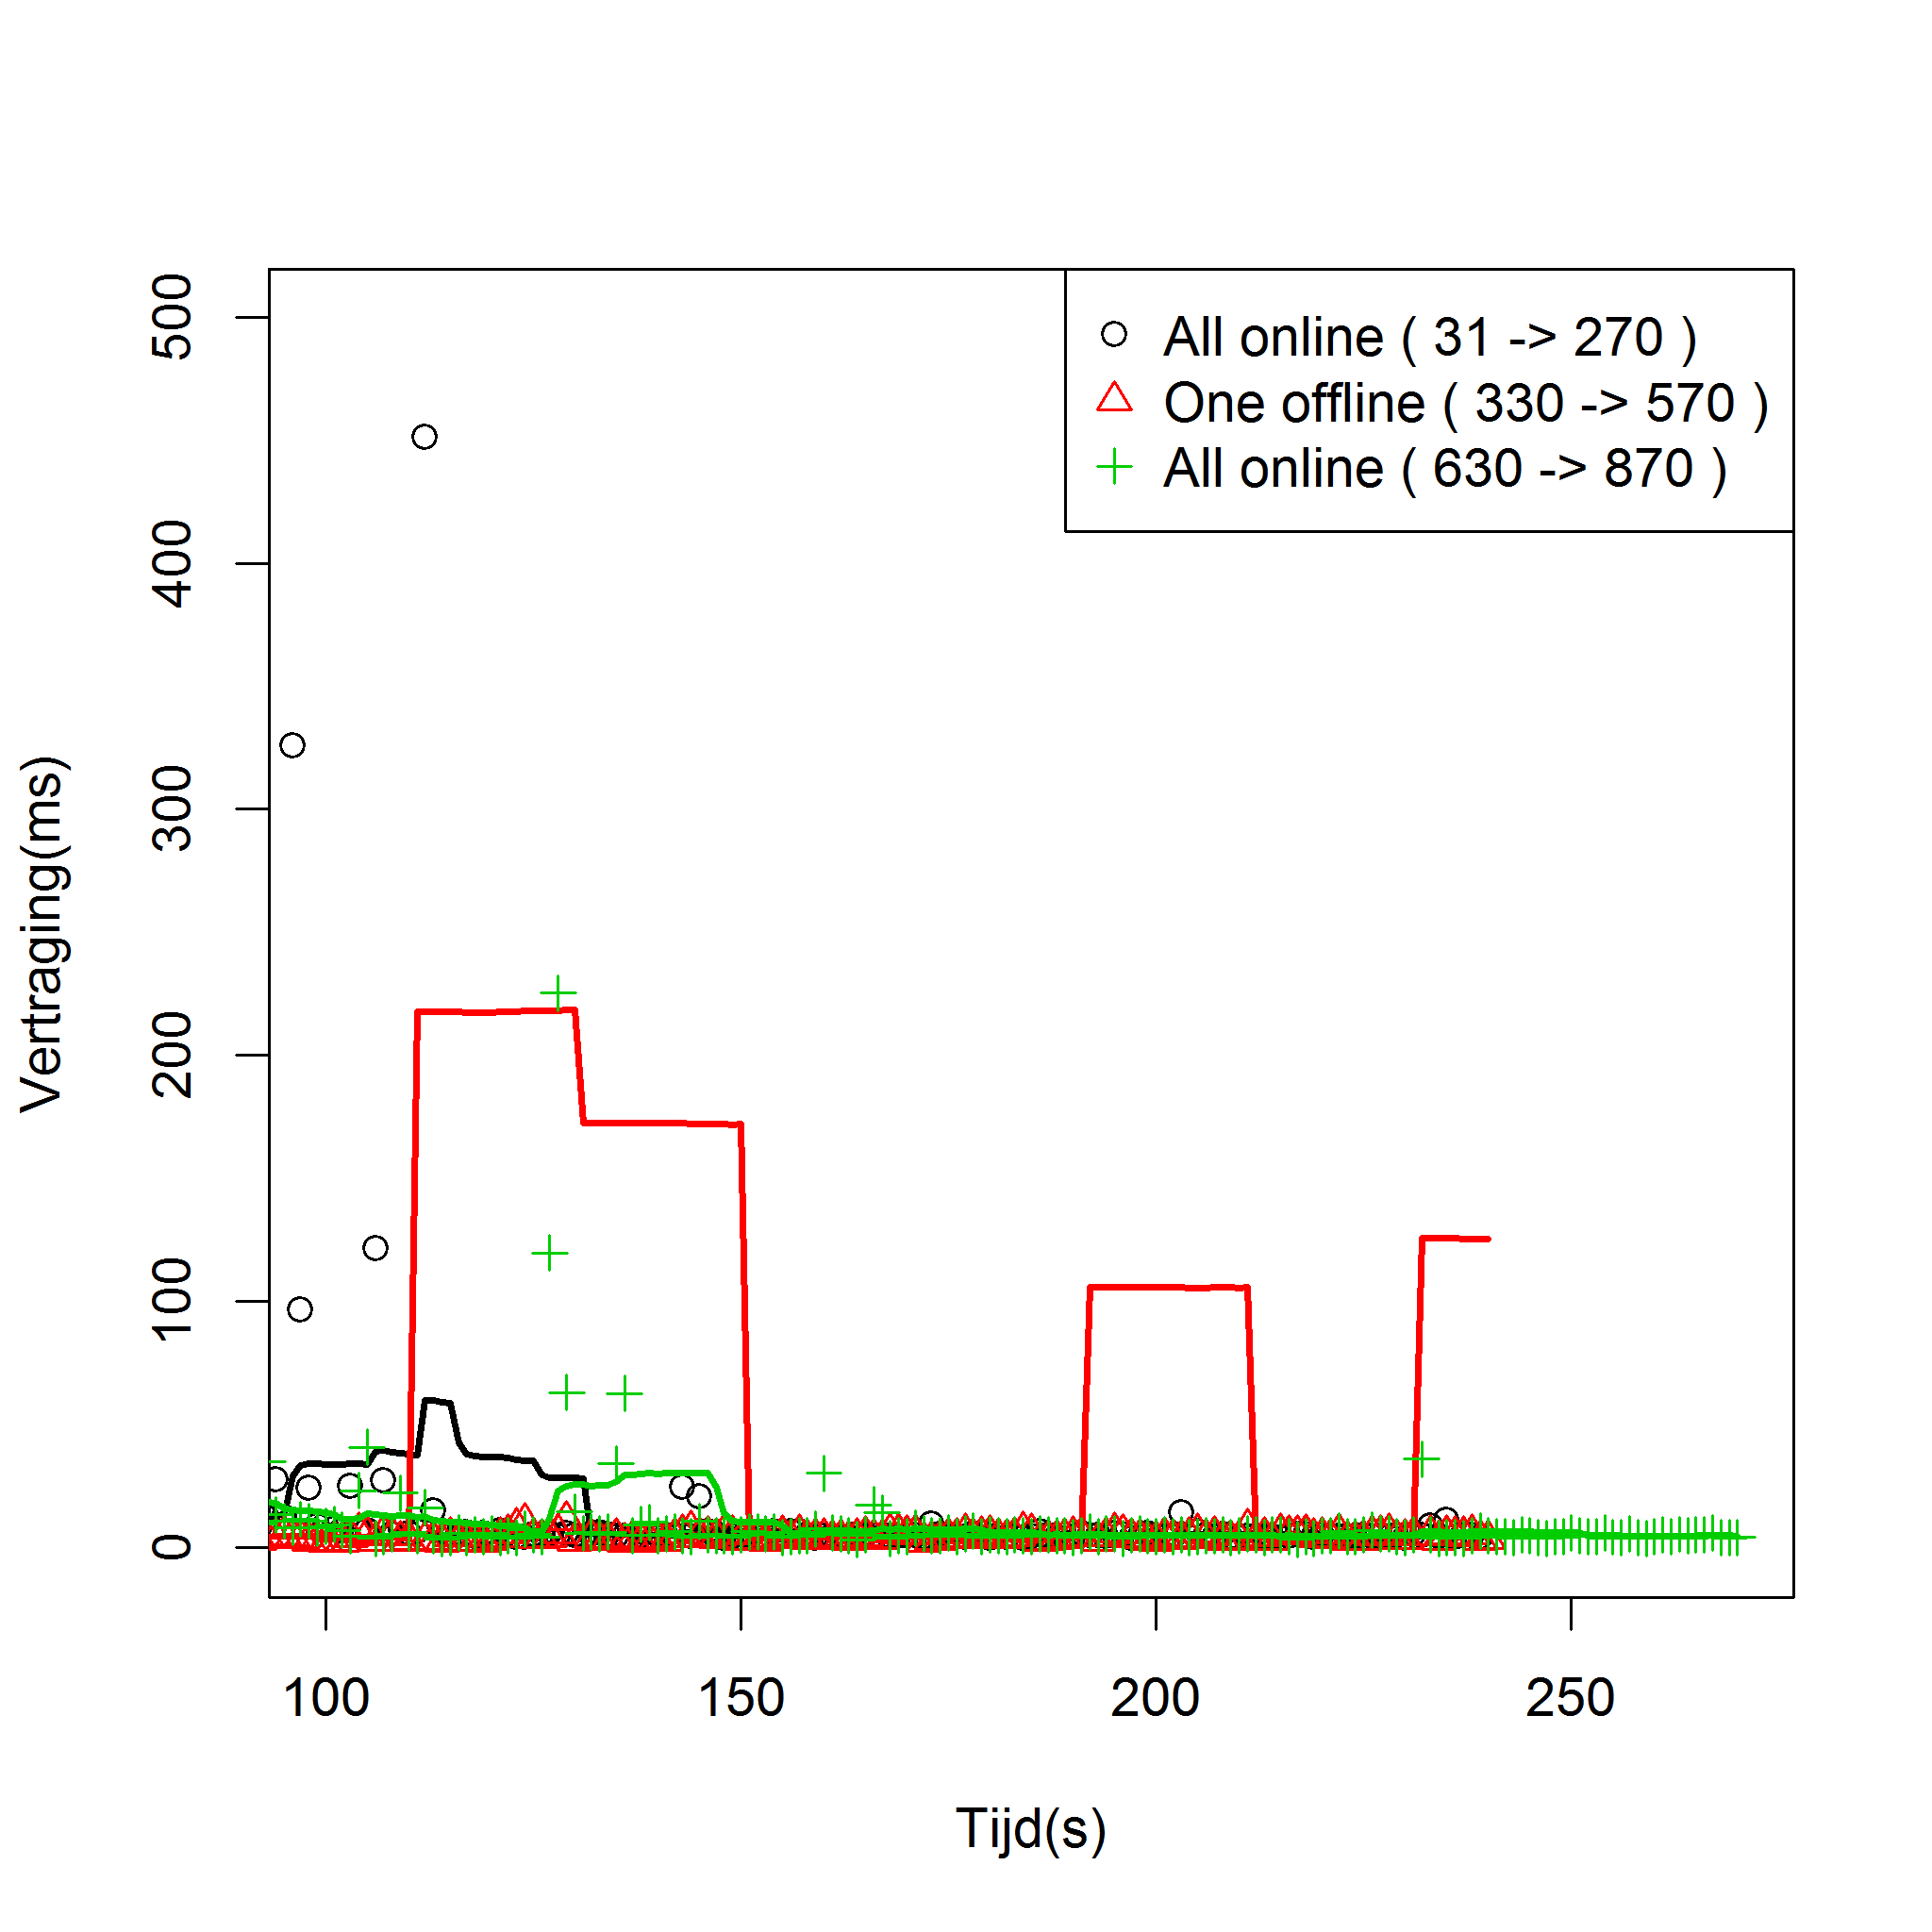 All online ( 31 -> 270 )
One offline ( 330 -> 570 )
All online ( 630 -> 870 )
Vertraging(ms)
500
400
300
200
100
0
100 150 200 250
Tijd(s)